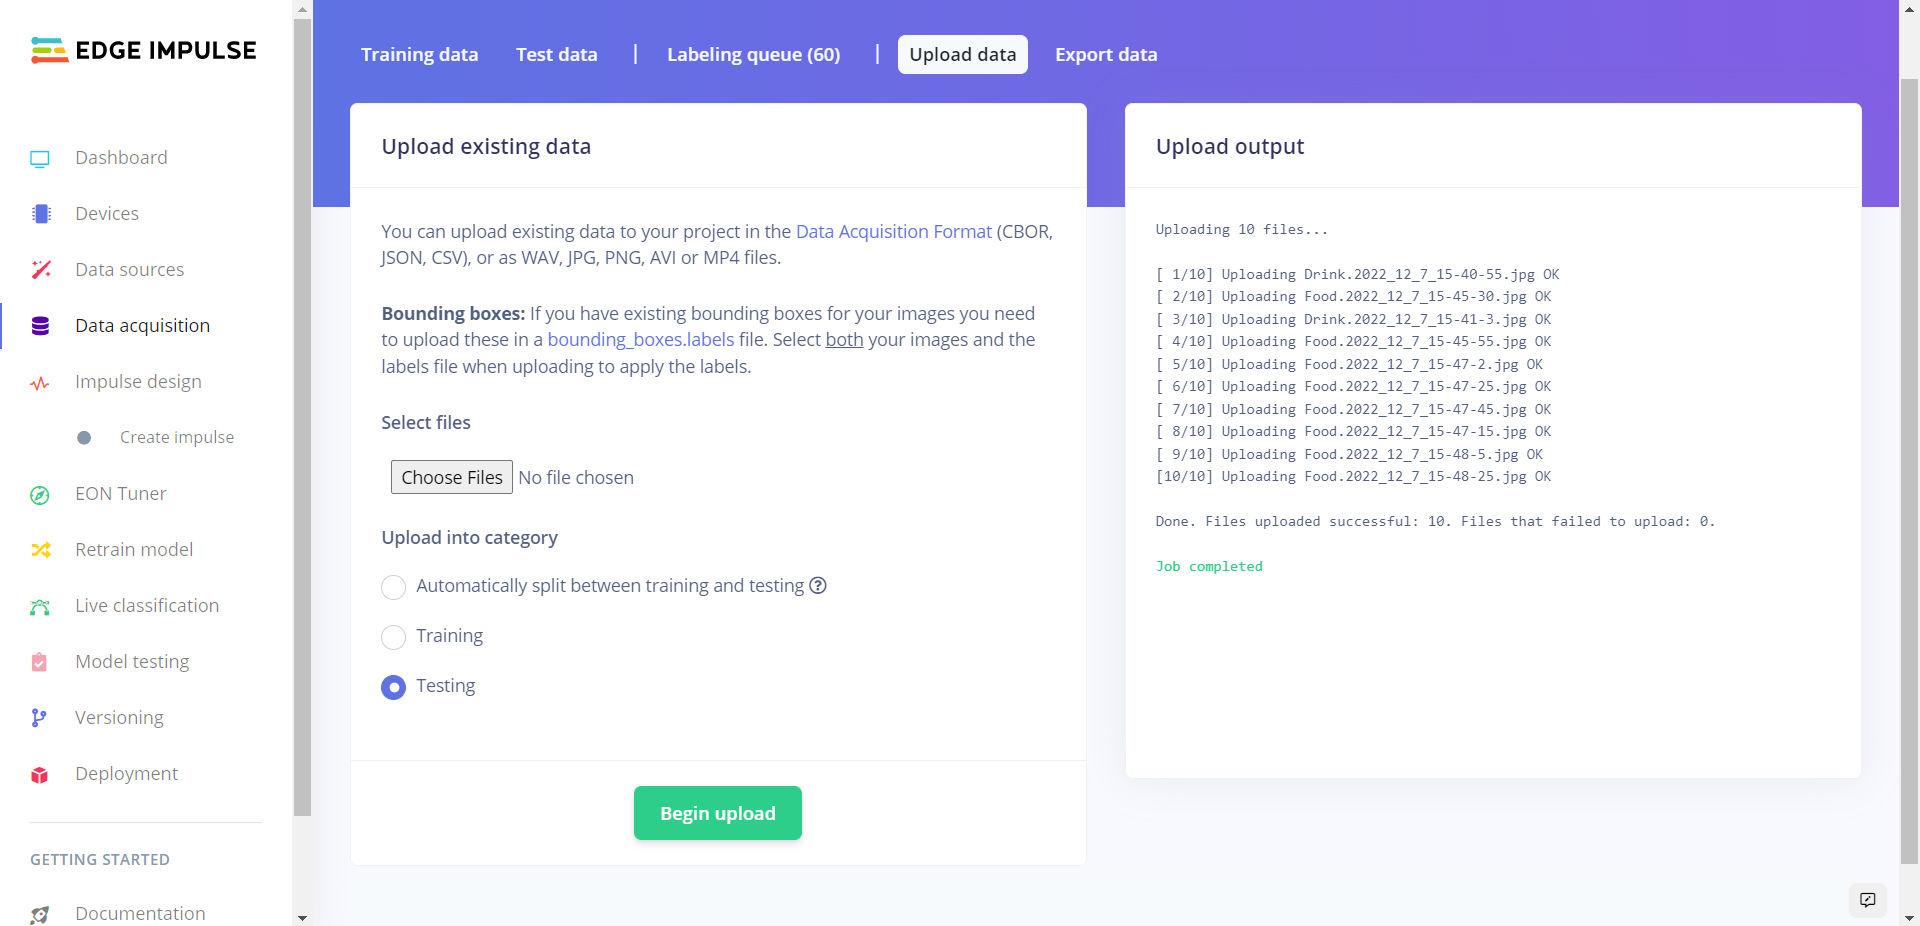 EDGE IMPULSE
Dashboard
Devices
Data sources
Data acquisition
Impulse design
Create impulse
EON Tuner
Retrain model
Live classification
Model testing
Versioning
Deployment
GETTING STARTED
Documentation
Training data Test data | Labeling queue (60) | Upload data Export data
Upload existing data
You can upload existing data to your project in the Data Acquisition Format (CBOR,
JSON, CSV), or as WAV, JPG, PNG, AVI or MP4 files.
Bounding boxes: If you have existing bounding boxes for your images you need
to upload these in a bounding_boxes.labels file. Select both your images and the
labels file when uploading to apply the labels.
Select files
Choose Files No file chosen
Upload into category
Automatically split between training and testing ?
Training
Testing
Begin upload
Upload output
Uploading 10 files...
[ 1/10] Uploading Drink.2022_12_7_15-40-55.jpg OK
[ 2/10] Uploading Food.2022_12_7_15-45-30.jpg OK
[ 3/10] Uploading Drink.2022_12_7_15-41-3.jpg OK
[ 4/10] Uploading Food.2022_12_7_15-45-55.jpg OK
[ 5/10] Uploading Food.2022_12_7_15-47-2.jpg OK
[ 6/10] Uploading Food.2022_12_7_15-47-25.jpg OK
[ 7/10] Uploading Food.2022_12_7_15-47-45.jpg OK
[ 8/10] Uploading Food.2022_12_7_15-47-15.jpg OK
[ 9/10] Uploading Food.2022_12_7_15-48-5.jpg OK
[10/10] Uploading Food.2022_12_7_15-48-25.jpg OK
Done. Files uploaded successful: 10. Files that failed to upload: 0.
Job completed